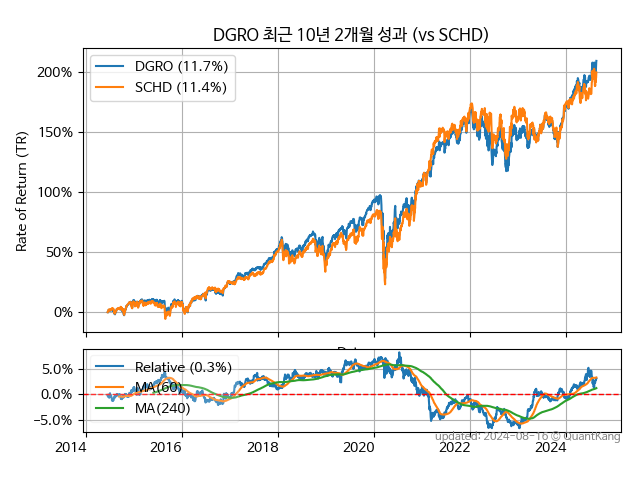 DGRO 최근 10년 2개월 성과 (vs SCHD)
DGRO (11.7%)
SCHD (11.4%)
Rate of Return (TR)
200%
150%
100%
50%
0%
Relative (0.3%)
MA(60)
MA(240)
5.0%
0.0%
−5.0%
2014 2016 2018 2020 2022 2024
updated: 2024-08-16 © QuantKang